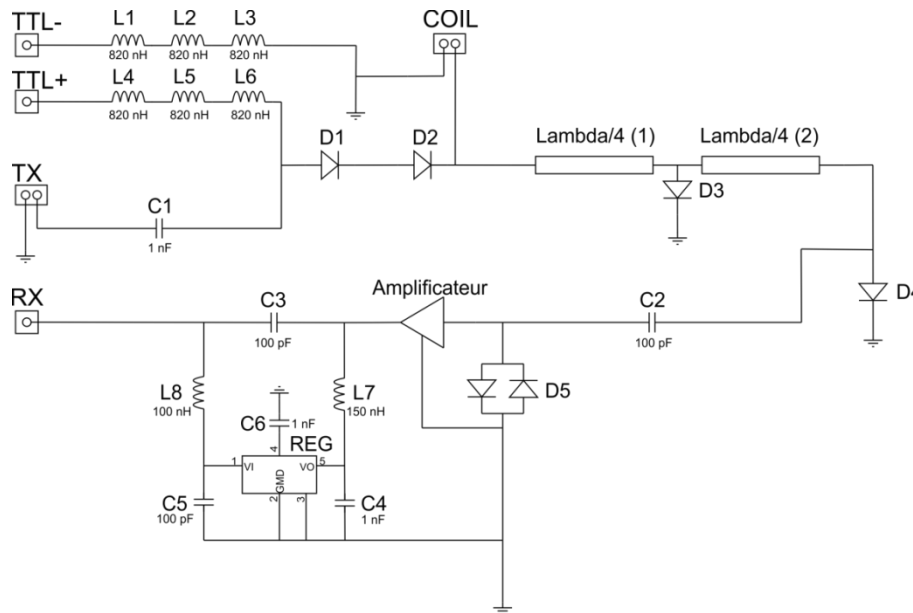 TTL-
L1
L2
L3
820 nH
820 nH
820 nH
COIL
TTL+
L4
L5
L6
820 nH
820 nH
820 nH
D1
D2
Lambda/4 (1)
Lambda/4 (2)
D3
TX
C1
1 nF
RX
C3
100 pF
Amplificateur
C2
100 pF
D4
D5
L8
100 nH
L7
150 nH
C6
1 nF
REG
4
1
VI
VO
5
GMD
2
3
C5
100 pF
C4
1 nF